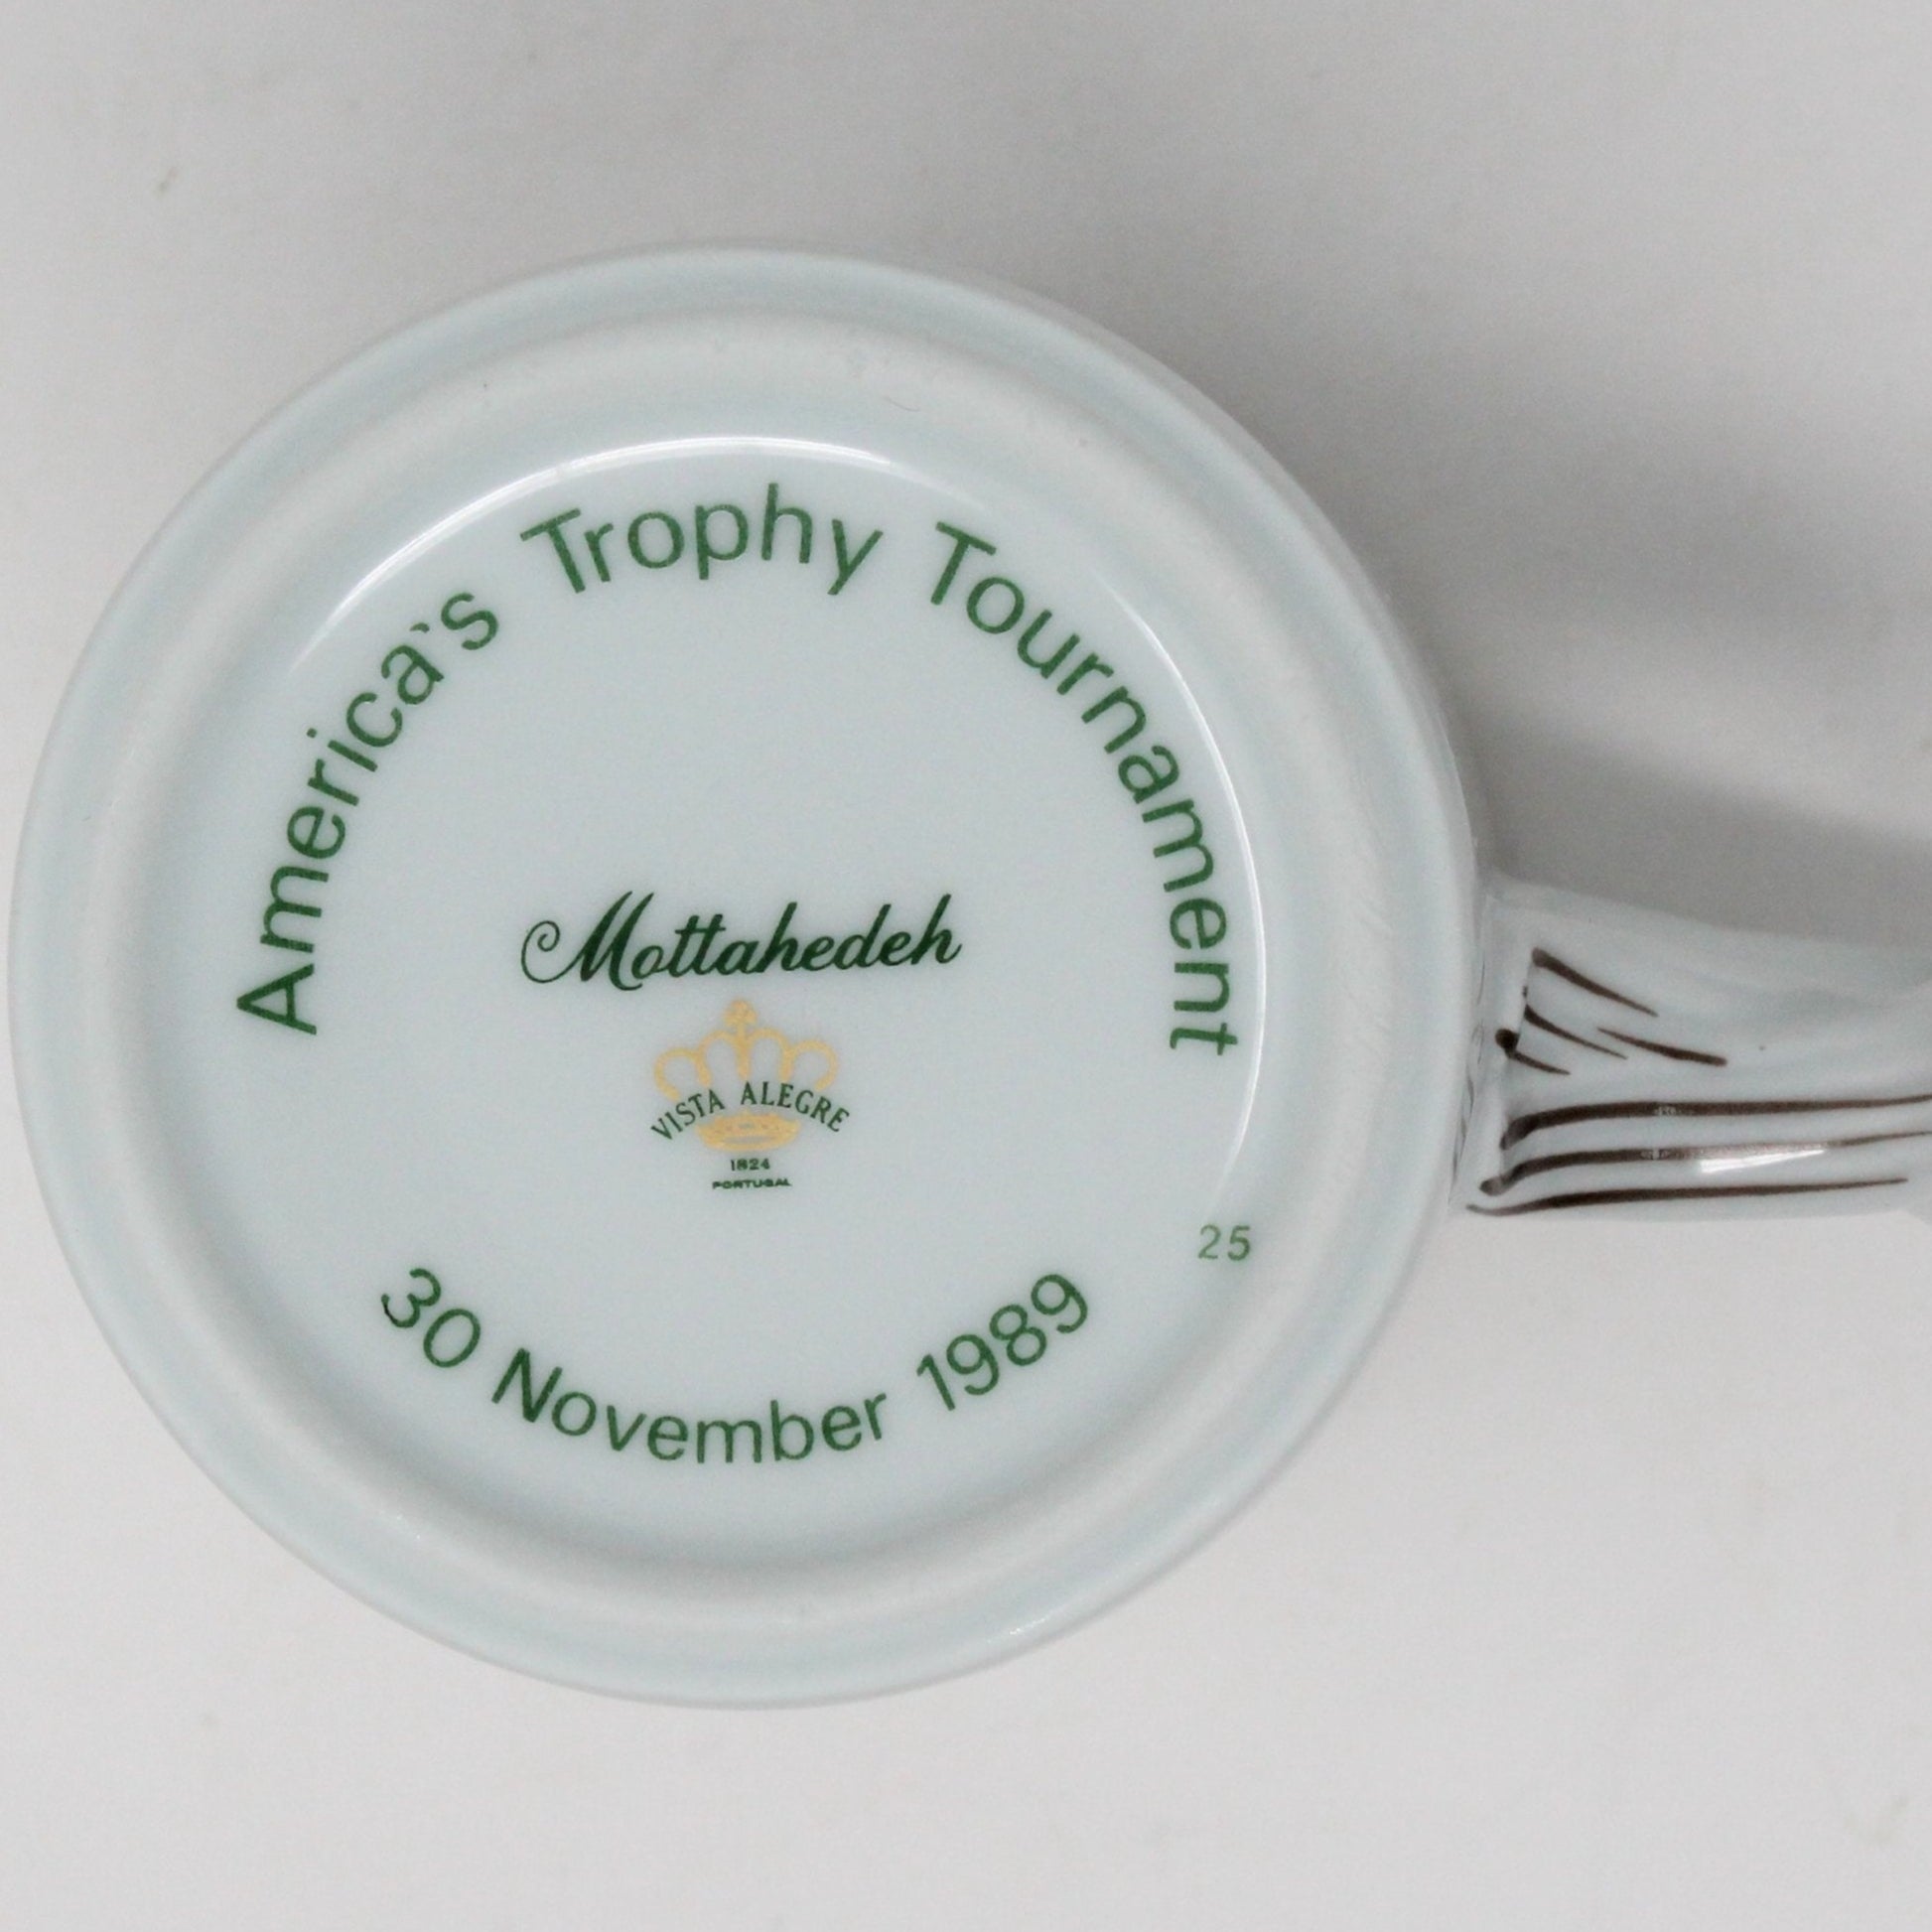 America's Trophy Tournament
Mottahedeh
VISTA ALEGRE
1824
PORTUGAL
25
30 November 1989